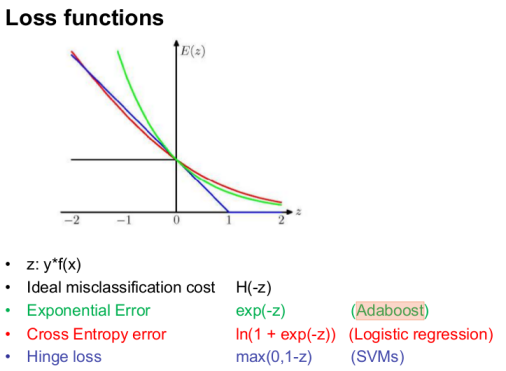 Loss functions
E(z)
−2 −1 0 1 2 z
• z: y*f(x)
• Ideal misclassification cost H(-z)
• Exponential Error exp(-z) (Adaboost)
• Cross Entropy error ln(1 + exp(-z)) (Logistic regression)
• Hinge loss max(0,1-z) (SVMs)